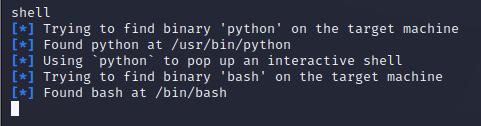 shell
[*] Trying to find binary 'python' on the target machine
[*] Found python at /usr/bin/python
[*] Using `python` to pop up an interactive shell
[*] Trying to find binary 'bash' on the target machine
[*] Found bash at /bin/bash